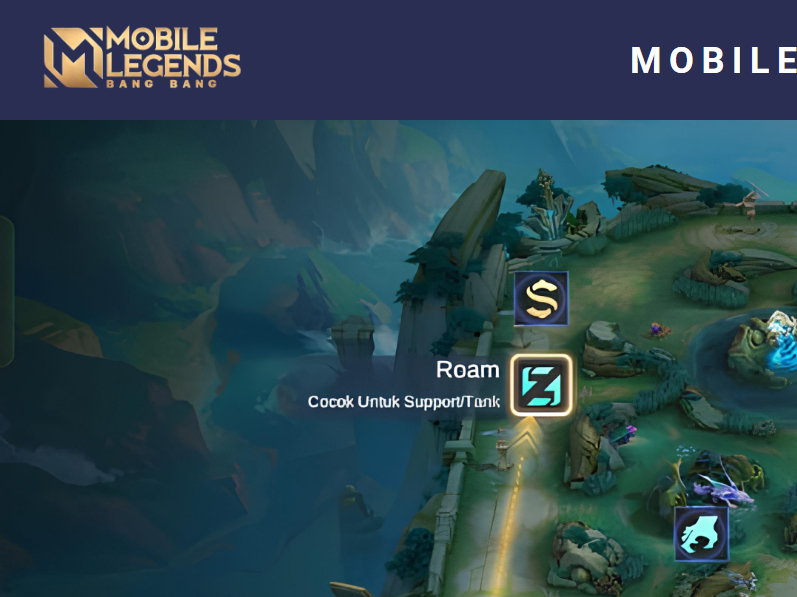 MOBILE
LEGENDS
BANG BANG
MOBILE
Roam
Cocok Untuk Support/Tank